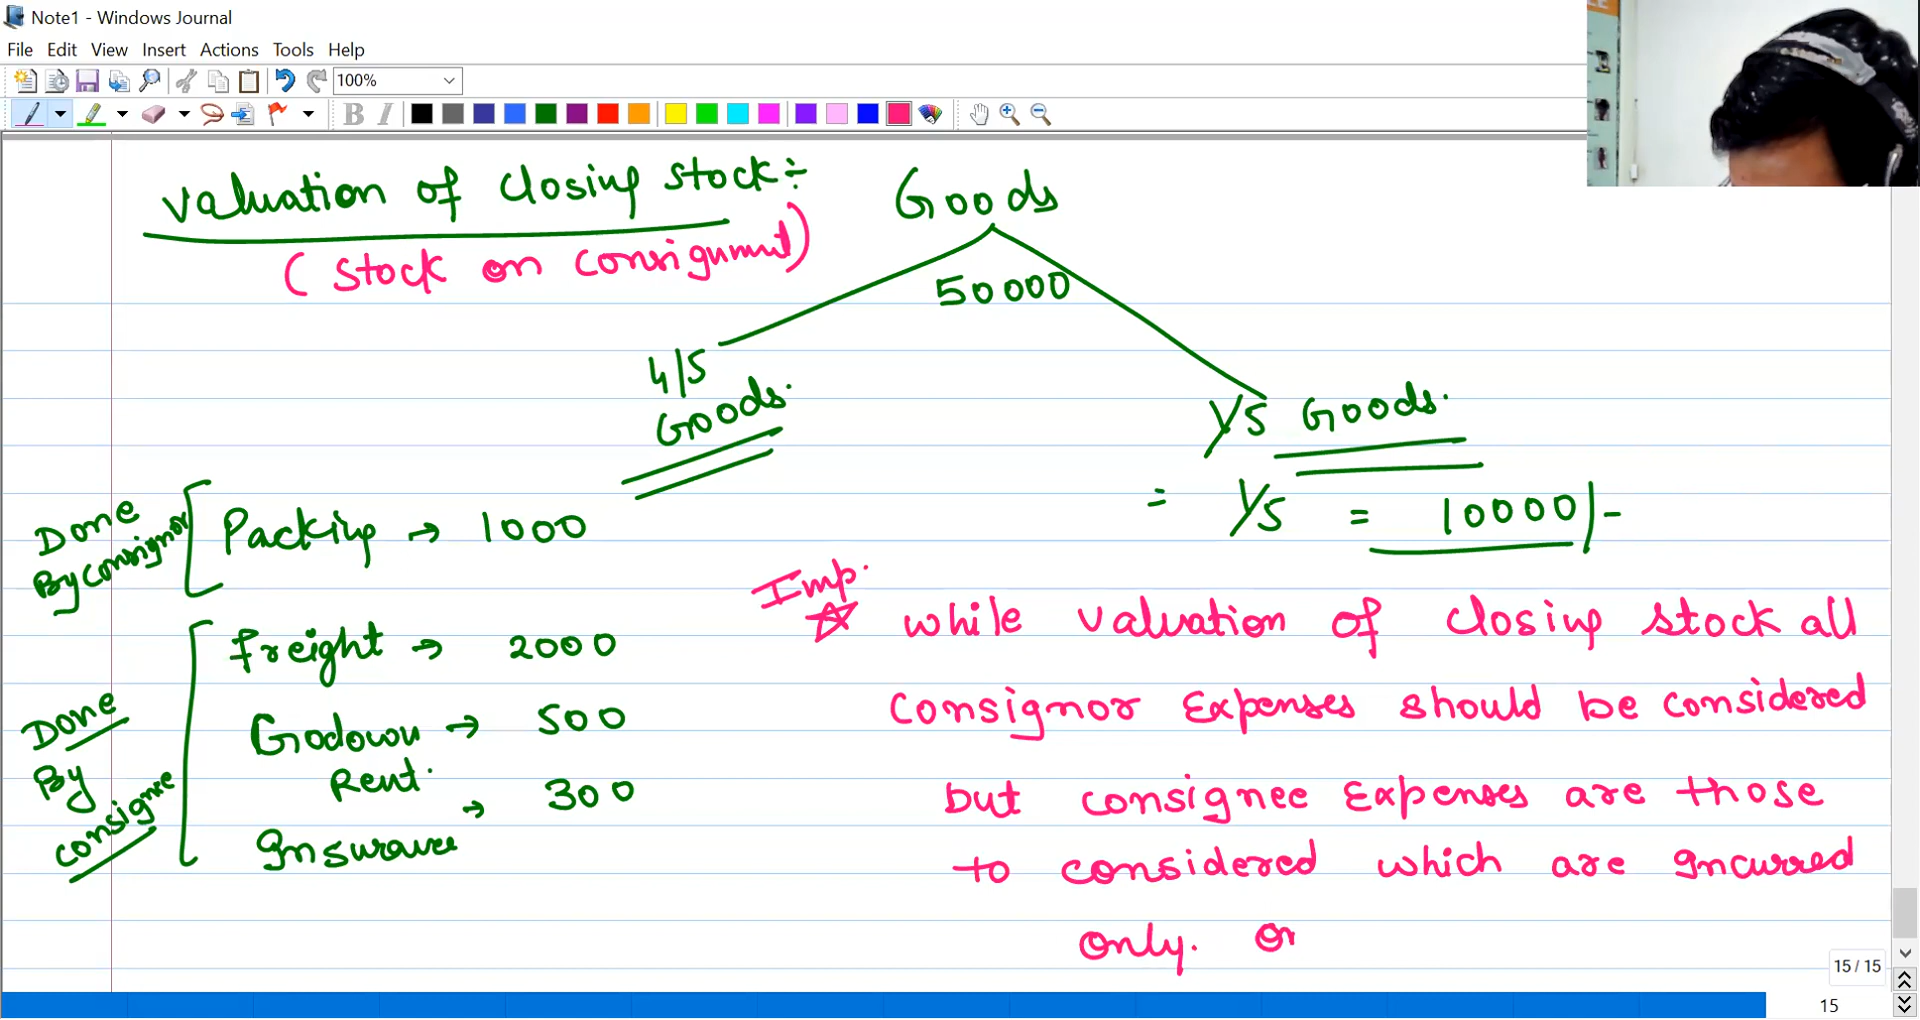 Note1 - Windows Journal
File Edit View Insert Actions Tools Help
100%
B I
Valuation of Closing Stock:-
(Stock on Consignment)
Goods
50000
4/5
Goods.
1/5 Goods.
= 1/5 = 10000/-
Done
By consignor
Packing → 1000
Done
By
consignee
Freight → 2000
Godown → 500
Rent.
Insurance → 300
Imp.
while valuation of closing stock all
consignor Expenses should be considered
but consignee Expenses are those
to considered which are Incurred
only. or
15/15
15